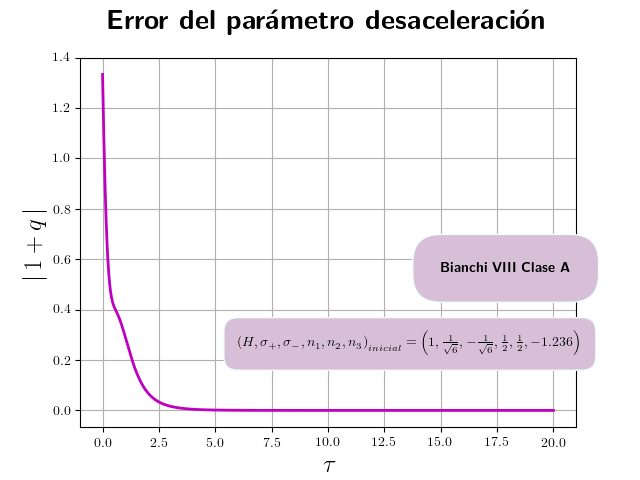 Error del parámetro desaceleración
1.4
1.2
1.0
0.8
0.6
0.4
0.2
0.0
| 1 + q |
Bianchi VIII Clase A
(H, σ₊, σ₋, n₁, n₂, n₃)inicial = (1, 1/√6, −1/√6, 1/2, 1/2, −1.236)
0.0 2.5 5.0 7.5 10.0 12.5 15.0 17.5 20.0
τ